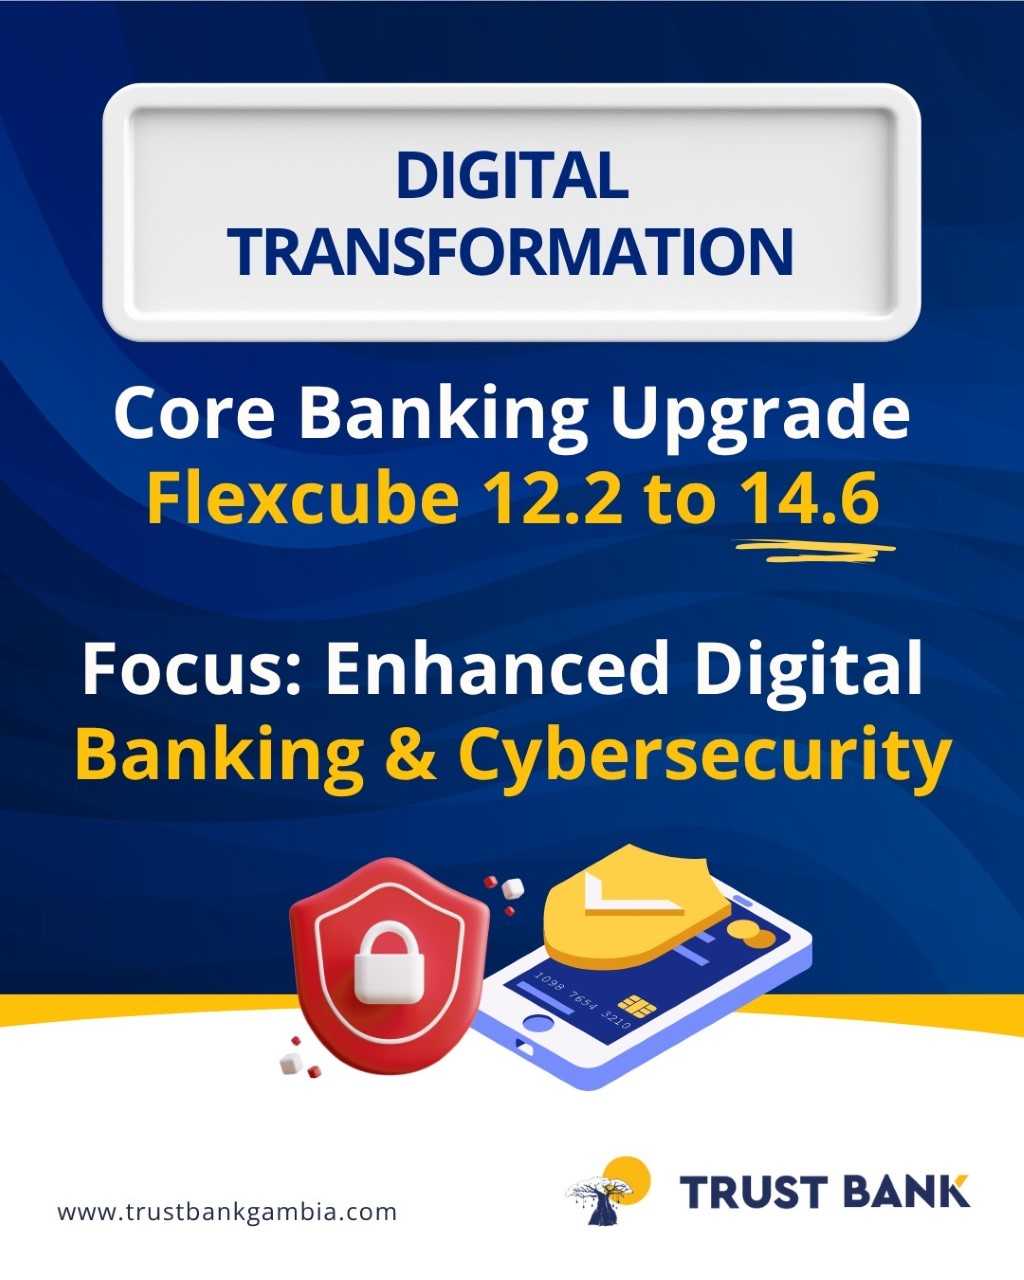 DIGITAL
TRANSFORMATION
Core Banking Upgrade
Flexcube 12.2 to 14.6
Focus: Enhanced Digital
Banking & Cybersecurity
1098 7654 3210
www.trustbankgambia.com
TRUST BANK